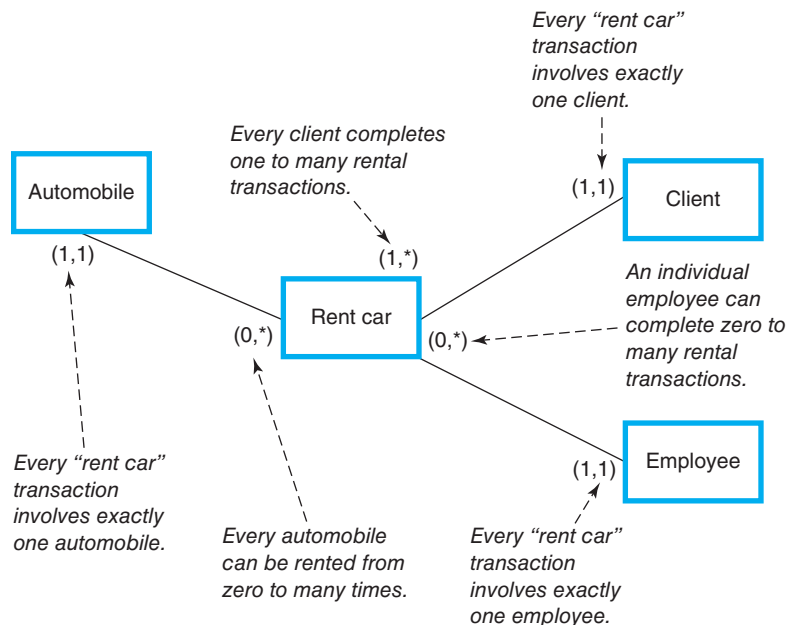 Every “rent car”
transaction
involves exactly
one client.
Every client completes
one to many rental
transactions.
Automobile
(1,1)
Client
(1,1)
(1,*)
An individual
employee can
complete zero to
many rental
transactions.
Rent car
(0,*)
(0,*)
Every “rent car”
transaction
involves exactly
one automobile.
Every automobile
can be rented from
zero to many times.
Employee
(1,1)
Every “rent car”
transaction
involves exactly
one employee.